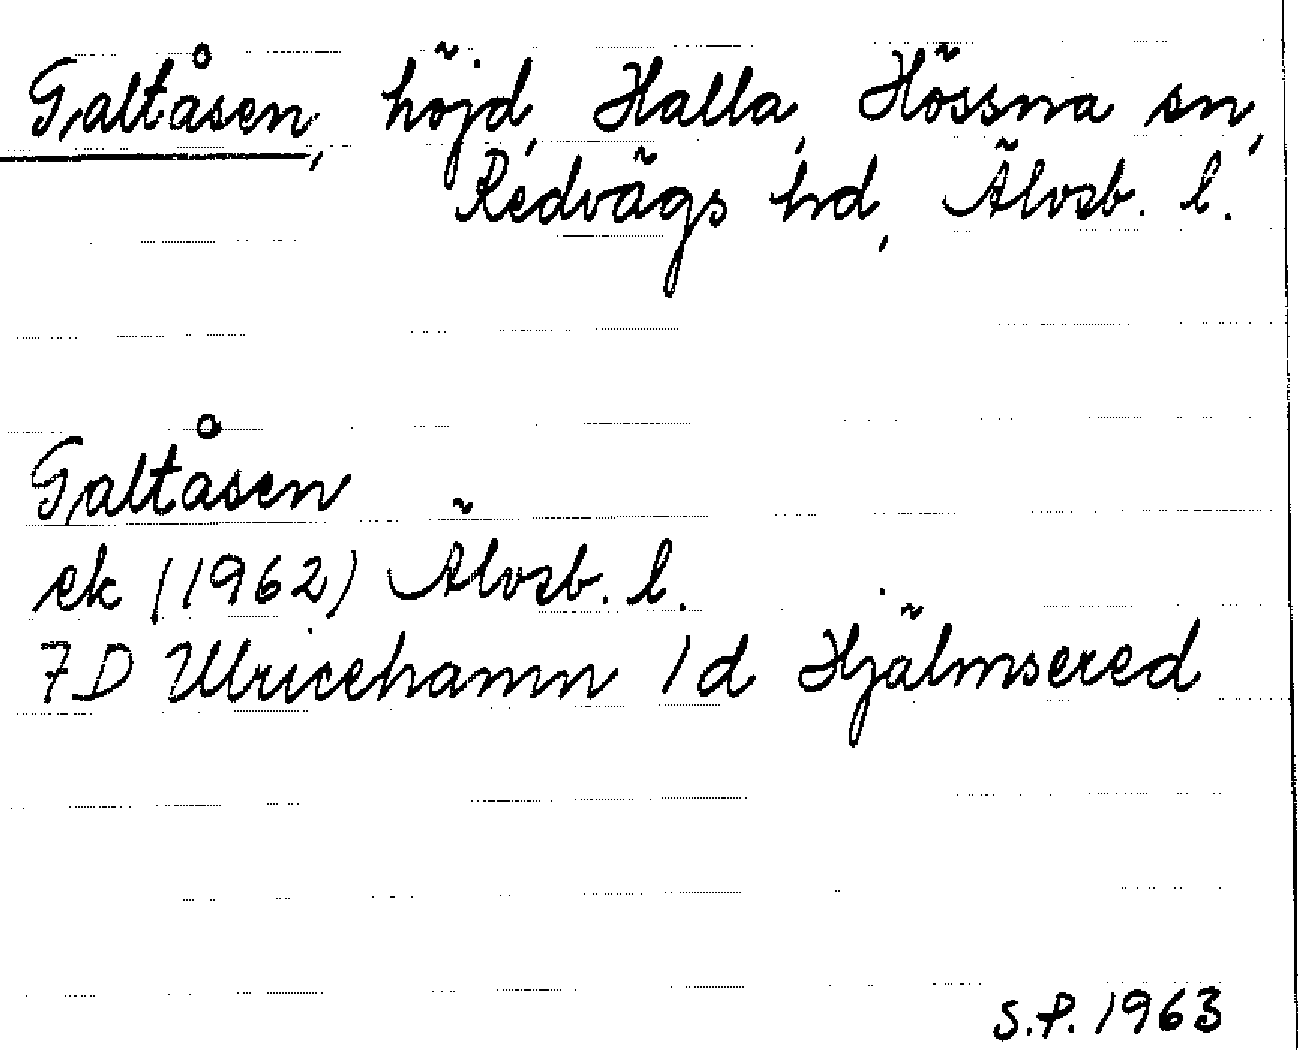 Galtåsen, höjd, Halla, Hössna sn,
Redvägs hd, Älvsb. l.
Galtåsen
ek (1962) Älvsb. l.
7D Ulricehamn 1d Hjälmsered
S.P. 1963